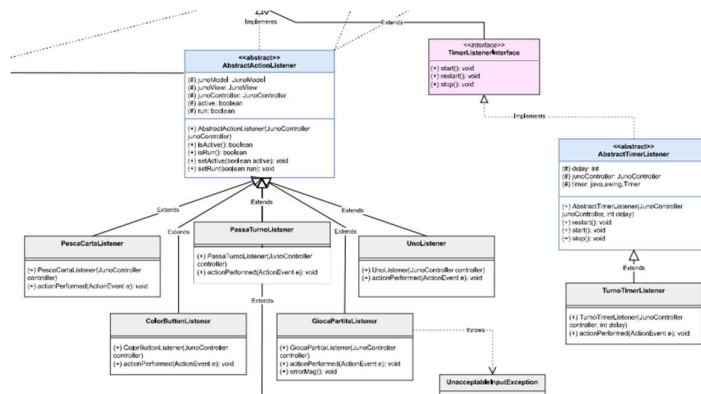 Implements
Extends
<<abstract>>
AbstractActionListener
(#) junoModel: JunoModel
(#) junoView: JunoView
(#) junoController: JunoController
(#) active: boolean
(#) run: boolean
(+) AbstractActionListener(JunoController
junoController)
(+) isActive(): boolean
(+) isRun(): boolean
(+) setActive(boolean active): void
(+) setRun(boolean run): void
<<interface>>
TimerListenerInterface
(+) start(): void
(+) restart(): void
(+) stop(): void
Implements
<<abstract>>
AbstractTimerListener
(#) delay: int
(#) junoController: JunoController
(#) timer: java.swing.Timer
(+) AbstractTimerListener(JunoController
junoController, int delay)
(+) restart(): void
(+) start(): void
(+) stop(): void
Extends
Extends
Extends
Extends
Extends
PescaCartaListener
(+) PescaCartaListener(JunoController
controller)
(+) actionPerformed(ActionEvent e): void
PassaTurnoListener
(+) PassaTurnoListener(JunoController
controller)
(+) actionPerformed(ActionEvent e): void
UnoListener
(+) UnoListener(JunoController controller)
(+) actionPerformed(ActionEvent e): void
Extends
TurnoTimerListener
(+) TurnoTimerListener(JunoController
controller, int delay)
(+) actionPerformed(ActionEvent e): void
Extends
ColorButtonListener
(+) ColorButtonListener(JunoController
controller)
(+) actionPerformed(ActionEvent e): void
GiocaPartitaListener
(+) GiocaPartitaListener(JunoController
controller)
(+) actionPerformed(ActionEvent e): void
(+) errorMsg(): void
throws
UnacceptableInputException